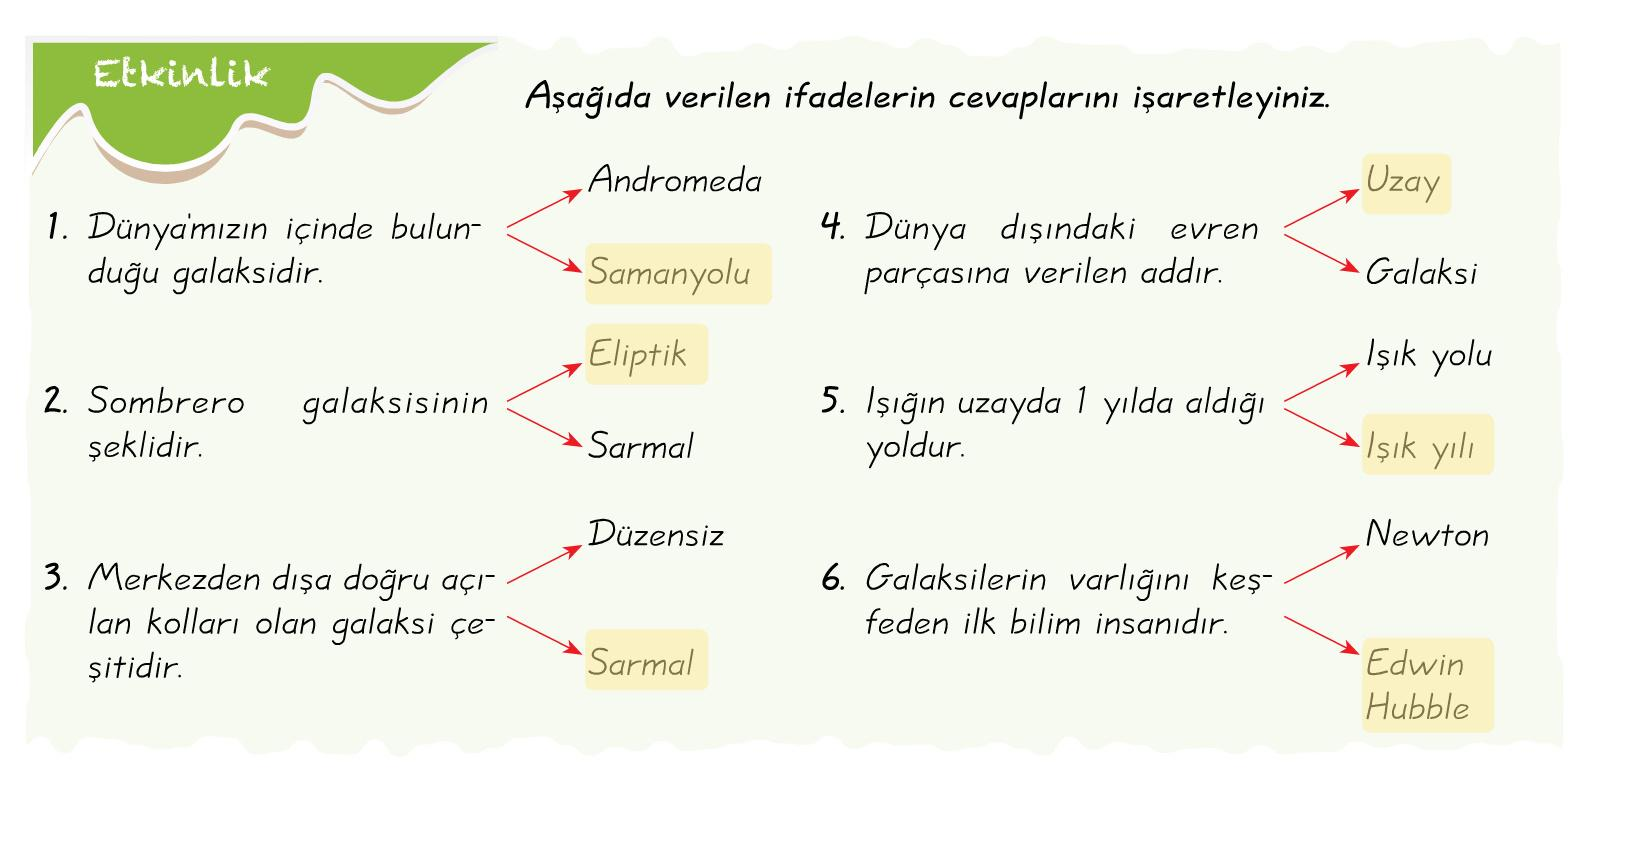 Etkinlik
Aşağıda verilen ifadelerin cevaplarını işaretleyiniz.
1. Dünya'mızın içinde bulun-
duğu galaksidir.
Andromeda
Samanyolu
2. Sombrero galaksisinin
şeklidir.
Eliptik
Sarmal
3. Merkezden dışa doğru açı-
lan kolları olan galaksi çe-
şitidir.
Düzensiz
Sarmal
4. Dünya dışındaki evren
parçasına verilen addır.
Uzay
Galaksi
5. Işığın uzayda 1 yılda aldığı
yoldur.
Işık yolu
Işık yılı
6. Galaksilerin varlığını keş-
feden ilk bilim insanıdır.
Newton
Edwin
Hubble